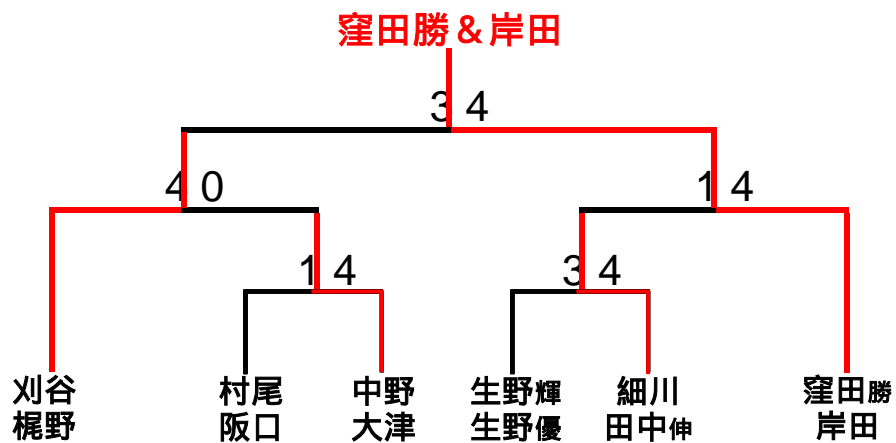 窪田勝＆岸田
3 4
4 0
1 4
1 4
3 4
刈谷 村尾 中野 生野輝 細川 窪田勝
梶野 阪口 大津 生野優 田中伸 岸田